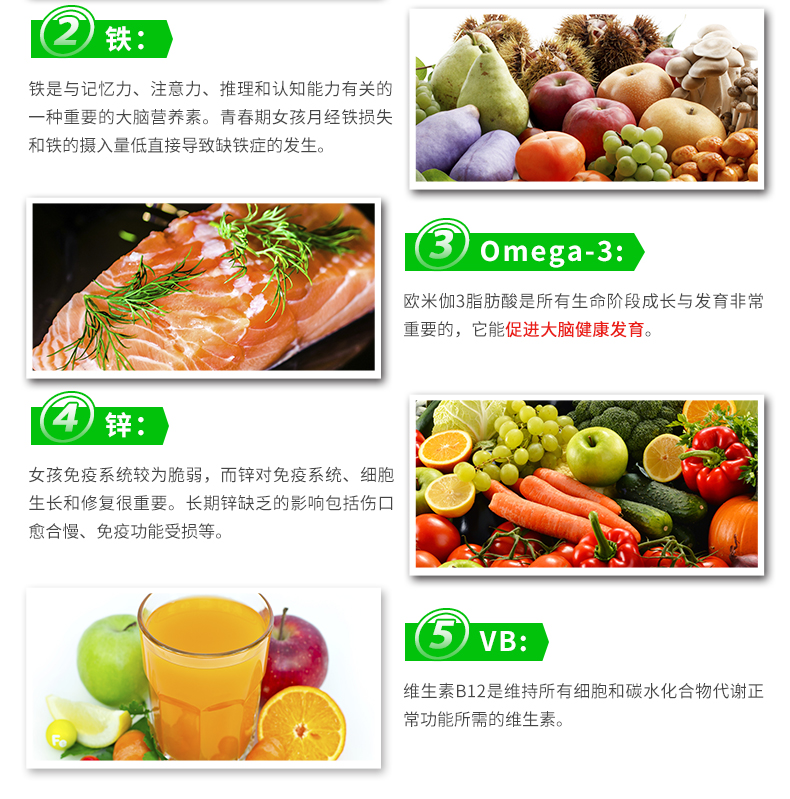 2 铁：
铁是与记忆力、注意力、推理和认知能力有关的
一种重要的大脑营养素。青春期女孩月经铁损失
和铁的摄入量低直接导致缺铁症的发生。
3 Omega-3:
欧米伽3脂肪酸是所有生命阶段成长与发育非常
重要的，它能促进大脑健康发育。
4 锌：
女孩免疫系统较为脆弱，而锌对免疫系统、细胞
生长和修复很重要。长期锌缺乏的影响包括伤口
愈合慢、免疫功能受损等。
5 VB:
维生素B12是维持所有细胞和碳水化合物代谢正
常功能所需的维生素。
Fe